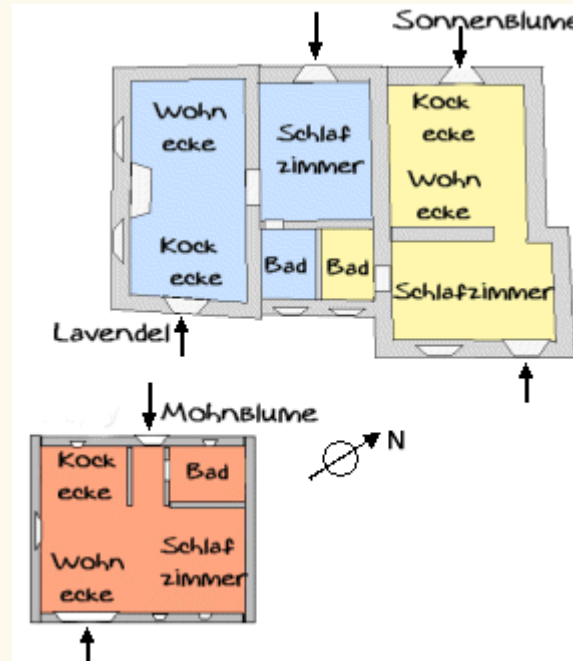 Sonnenblume
Wohn
ecke
Kock
ecke
Schlaf
zimmer
Bad
Bad
Kock
ecke
Wohn
ecke
Schlafzimmer
Lavendel
Mohnblume
N
Kock
ecke
Bad
Wohn
ecke
Schlaf
zimmer